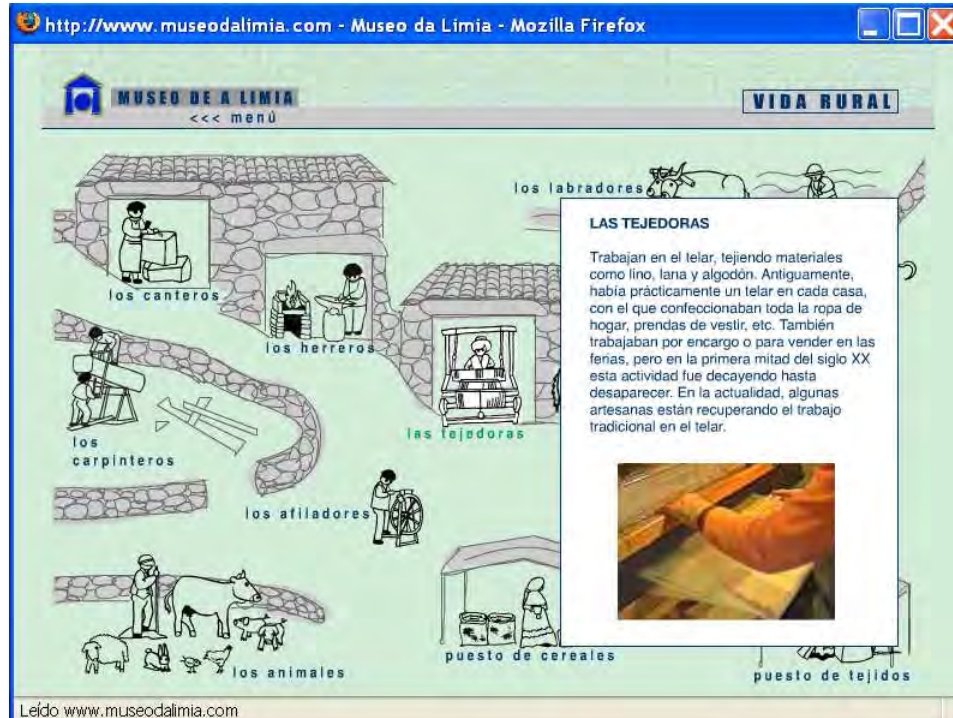 http://www.museodalimia.com - Museo da Limia - Mozilla Firefox
MUSEO DE A LIMIA
<<< menú
VIDA RURAL
los labradores
los canteros
los herreros
las tejedoras
los
carpinteros
los afiladores
los animales
puesto de cereales
puesto de tejidos
LAS TEJEDORAS
Trabajan en el telar, tejiendo materiales
como lino, lana y algodón. Antiguamente,
había prácticamente un telar en cada casa,
con el que confeccionaban toda la ropa de
hogar, prendas de vestir, etc. También
trabajaban por encargo o para vender en las
ferias, pero en la primera mitad del siglo XX
esta actividad fue decayendo hasta
desaparecer. En la actualidad, algunas
artesanas están recuperando el trabajo
tradicional en el telar.
Leído www.museodalimia.com